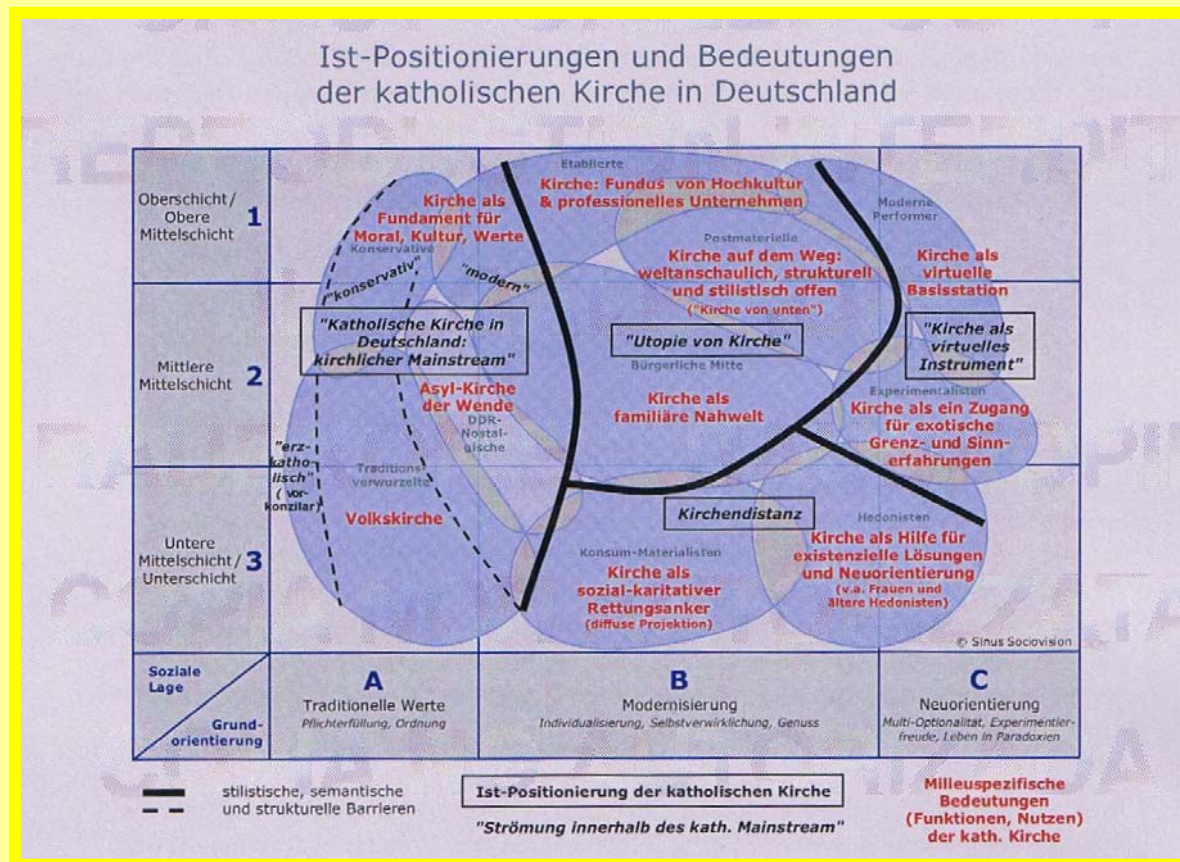 Ist-Positionierungen und Bedeutungen
der katholischen Kirche in Deutschland
Oberschicht/
Obere
Mittelschicht
1
Mittlere
Mittelschicht
2
Untere
Mittelschicht/
Unterschicht
3
Kirche als
Fundament für
Moral, Kultur, Werte
Konservative
"konservativ"
"modern"
Etablierte
Kirche: Fundus von Hochkultur
& professionelles Unternehmen
Postmaterielle
Kirche auf dem Weg:
weltanschaulich, strukturell
und stilistisch offen
("Kirche von unten")
Moderne
Performer
Kirche als
virtuelle
Basisstation
"Katholische Kirche in
Deutschland:
kirchlicher Mainstream"
"Utopie von Kirche"
"Kirche als
virtuelles
Instrument"
Bürgerliche Mitte
Kirche als
familiäre Nahwelt
Asyl-Kirche
der Wende
DDR-
Nostal-
gische
Experimentalisten
Kirche als ein Zugang
für exotische
Grenz- und Sinn-
erfahrungen
"erz-
katho-
lisch"
(vor-
konziliar)
Traditions-
verwurzelte
Volkskirche
Kirchendistanz
Konsum-Materialisten
Kirche als
sozial-karitativer
Rettungsanker
(diffuse Projektion)
Hedonisten
Kirche als Hilfe für
existenzielle Lösungen
und Neuorientierung
(v.a. Frauen und
ältere Hedonisten)
© Sinus Sociovision
Soziale
Lage
Grund-
orientierung
A
Traditionelle Werte
Pflichterfüllung, Ordnung
B
Modernisierung
Individualisierung, Selbstverwirklichung, Genuss
C
Neuorientierung
Multi-Optionalität, Experimentier-
freude, Leben in Paradoxien
stilistische, semantische
und strukturelle Barrieren
Ist-Positionierung der katholischen Kirche
"Strömung innerhalb des kath. Mainstream"
Milieuspezifische
Bedeutungen
(Funktionen, Nutzen)
der kath. Kirche